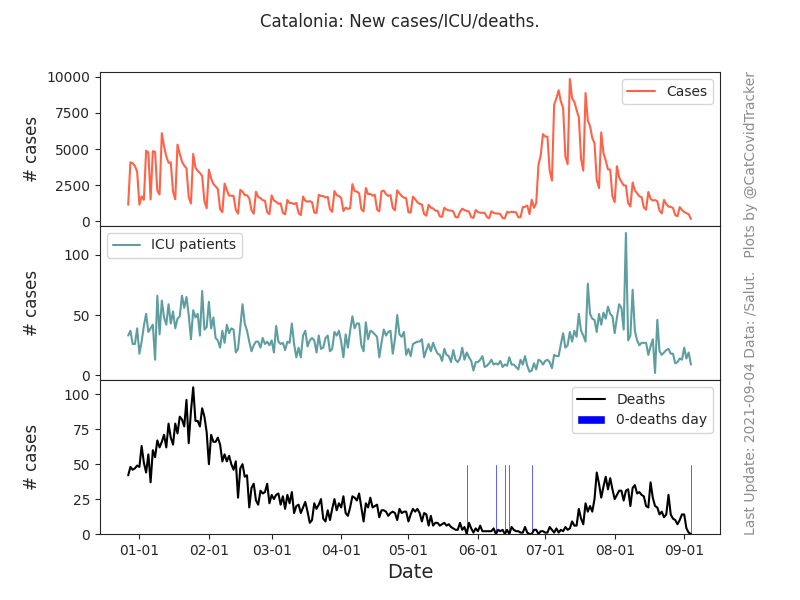 Catalonia: New cases/ICU/deaths.
10000
7500
5000
2500
0
# cases
Cases
100
50
0
# cases
ICU patients
100
75
50
25
0
# cases
Deaths
0-deaths day
01-01 02-01 03-01 04-01 05-01 06-01 07-01 08-01 09-01
Date
Last Update: 2021-09-04 Data: /Salut. Plots by @CatCovidTracker